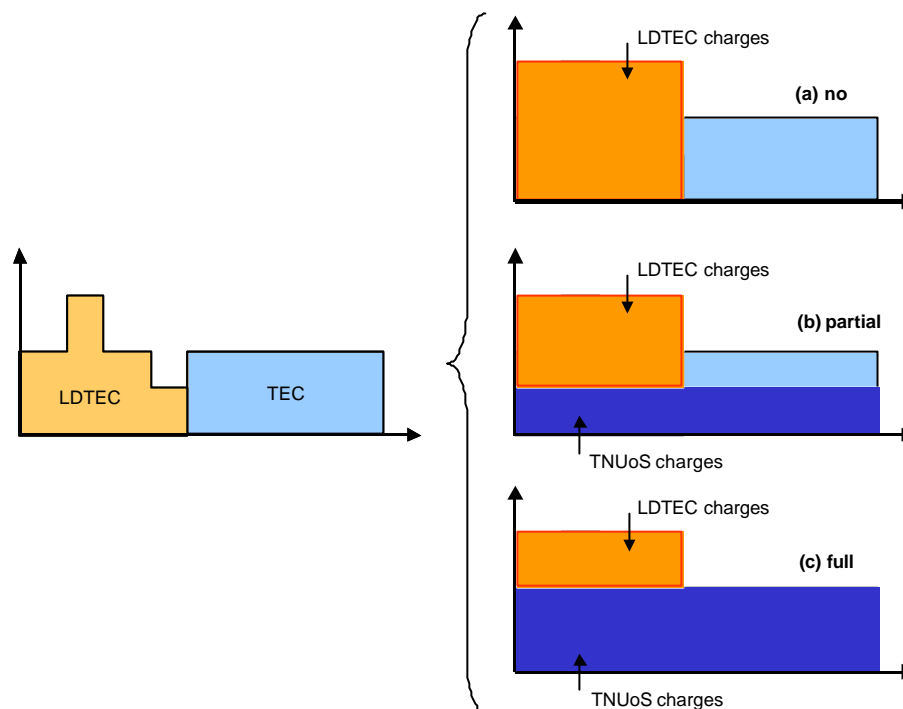 LDTEC charges
(a) no
LDTEC charges
(b) partial
LDTEC
TEC
TNUoS charges
LDTEC charges
(c) full
TNUoS charges